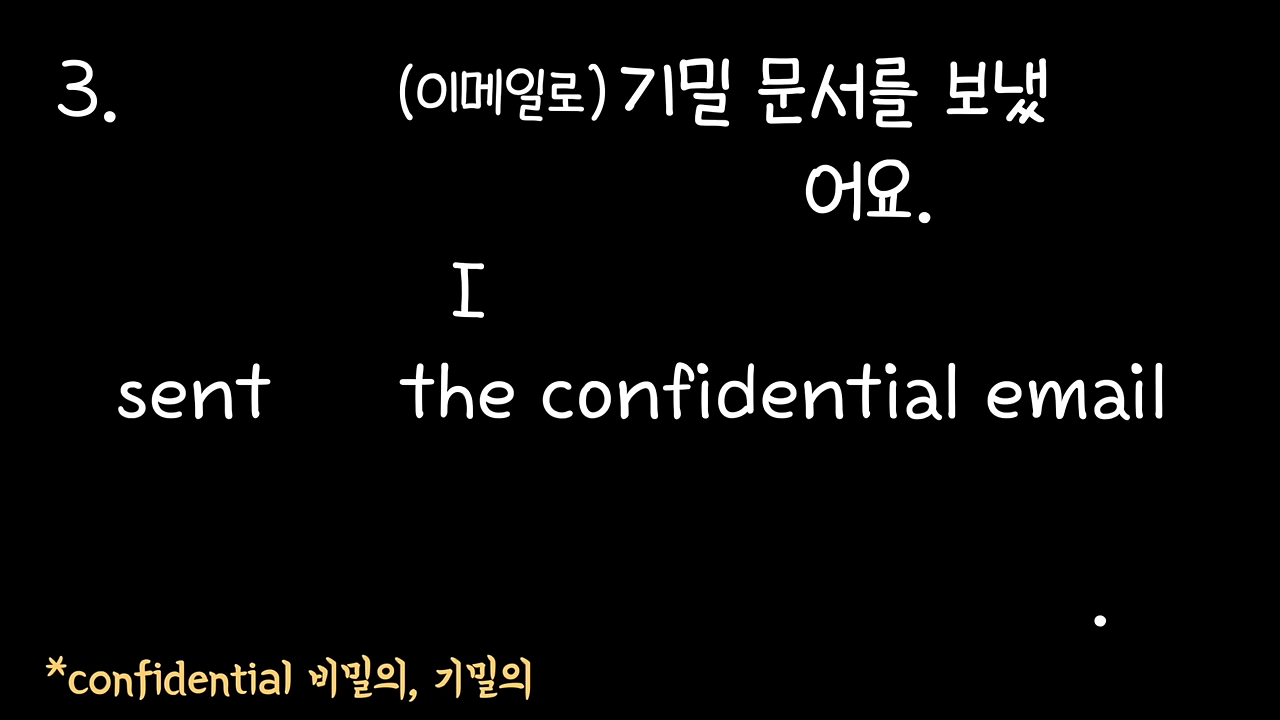 3. (이메일로) 기밀 문서를 보냈
어요.
I
sent the confidential email
.
*confidential 비밀의, 기밀의